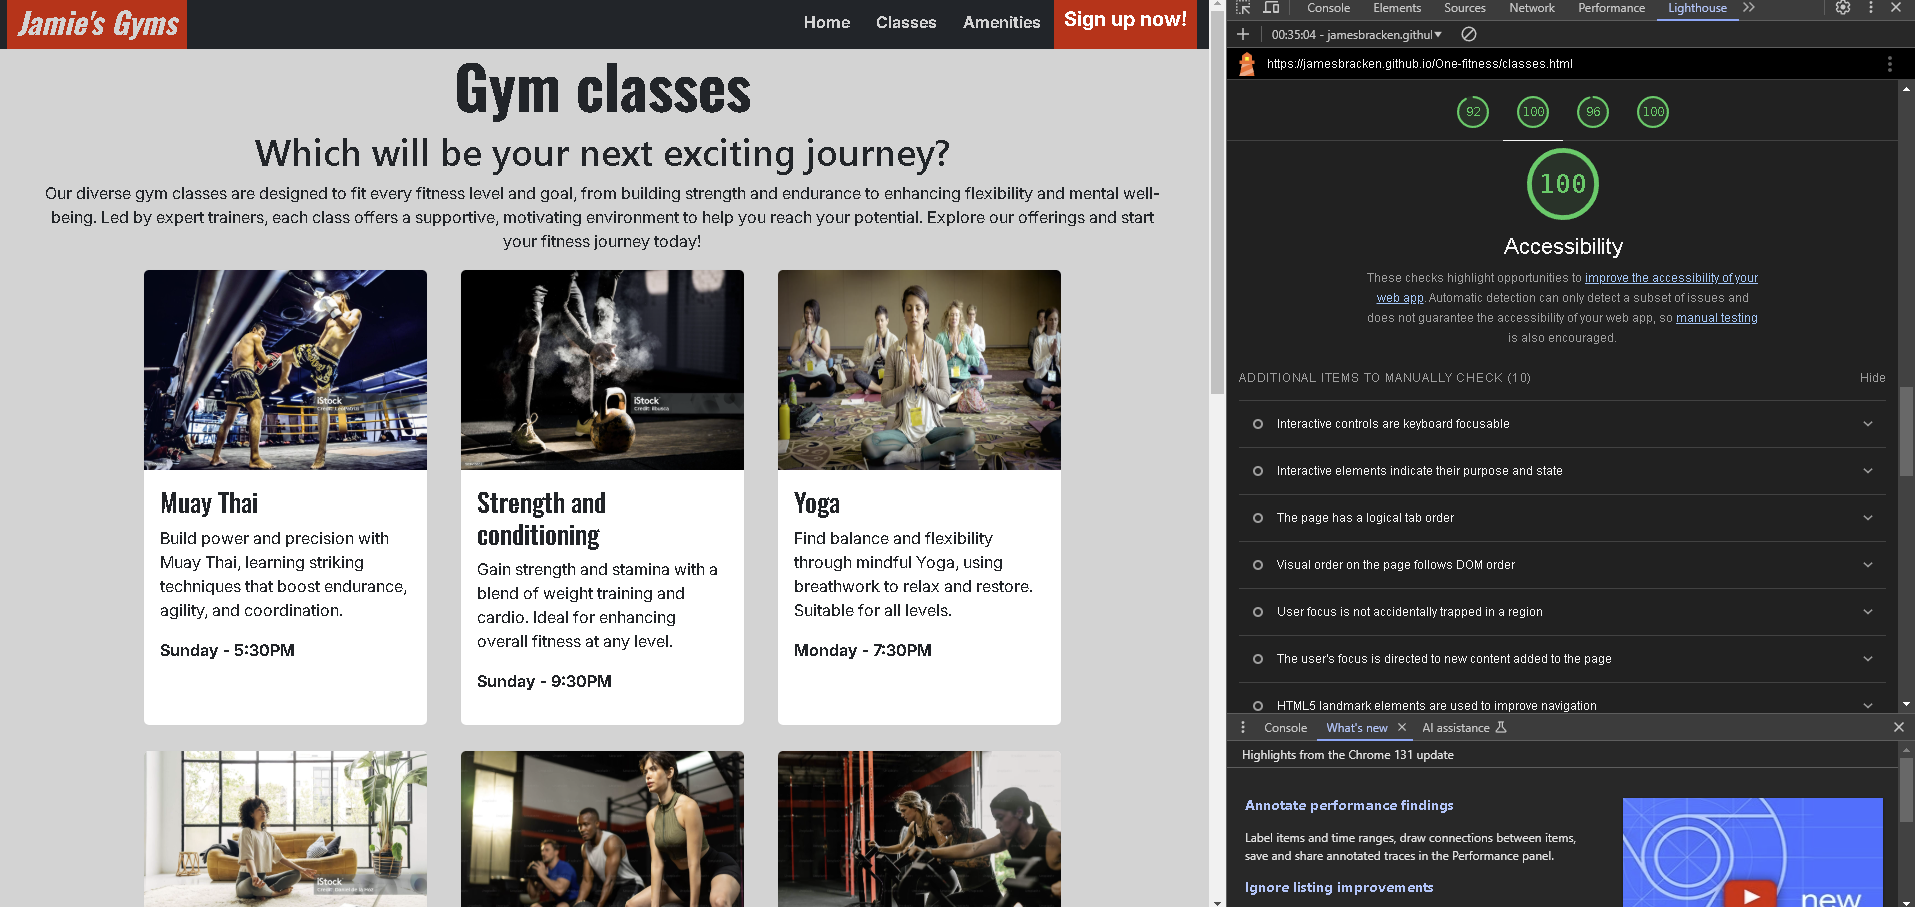 Jamie's Gyms
Home Classes Amenities Sign up now!
Gym classes
Which will be your next exciting journey?
Our diverse gym classes are designed to fit every fitness level and goal, from building strength and endurance to enhancing flexibility and mental well-
being. Led by expert trainers, each class offers a supportive, motivating environment to help you reach your potential. Explore our offerings and start
your fitness journey today!
iStock
iStock
Credit: ilbusca
Muay Thai
Build power and precision with
Muay Thai, learning striking
techniques that boost endurance,
agility, and coordination.
Sunday - 5:30PM
Strength and
conditioning
Gain strength and stamina with a
blend of weight training and
cardio. Ideal for enhancing
overall fitness at any level.
Sunday - 9:30PM
Yoga
Find balance and flexibility
through mindful Yoga, using
breathwork to relax and restore.
Suitable for all levels.
Monday - 7:30PM
iStock
Console Elements Sources Network Performance Lighthouse
00:35:04 - jamesbracken.githul
https://jamesbracken.github.io/One-fitness/classes.html
92 100 96 100
100
Accessibility
These checks highlight opportunities to improve the accessibility of your
web app. Automatic detection can only detect a subset of issues and
does not guarantee the accessibility of your web app, so manual testing
is also encouraged.
ADDITIONAL ITEMS TO MANUALLY CHECK (10) Hide
Interactive controls are keyboard focusable
Interactive elements indicate their purpose and state
The page has a logical tab order
Visual order on the page follows DOM order
User focus is not accidentally trapped in a region
The user's focus is directed to new content added to the page
HTML5 landmark elements are used to improve navigation
Console What's new AI assistance
Highlights from the Chrome 131 update
Annotate performance findings
Label items and time ranges, draw connections between items,
save and share annotated traces in the Performance panel.
Ignore listing improvements
new